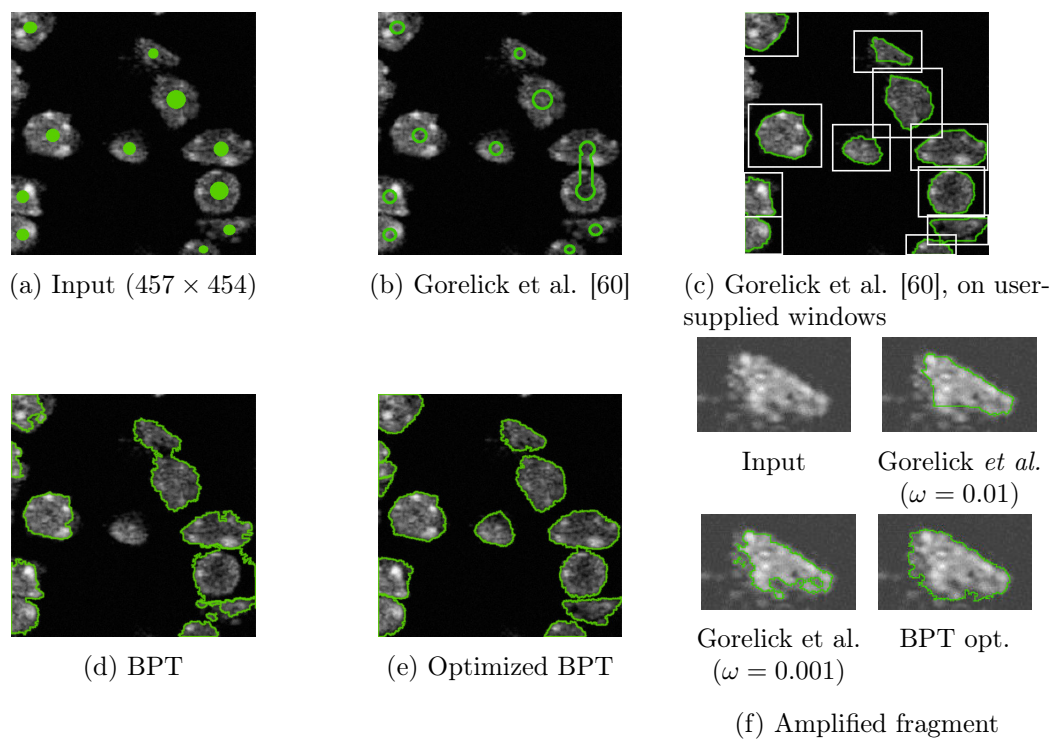 (a) Input (457 × 454)
(b) Gorelick et al. [60]
(c) Gorelick et al. [60], on user-
supplied windows
Input
Gorelick et al.
(ω = 0.01)
Gorelick et al.
(ω = 0.001)
BPT opt.
(d) BPT
(e) Optimized BPT
(f) Amplified fragment